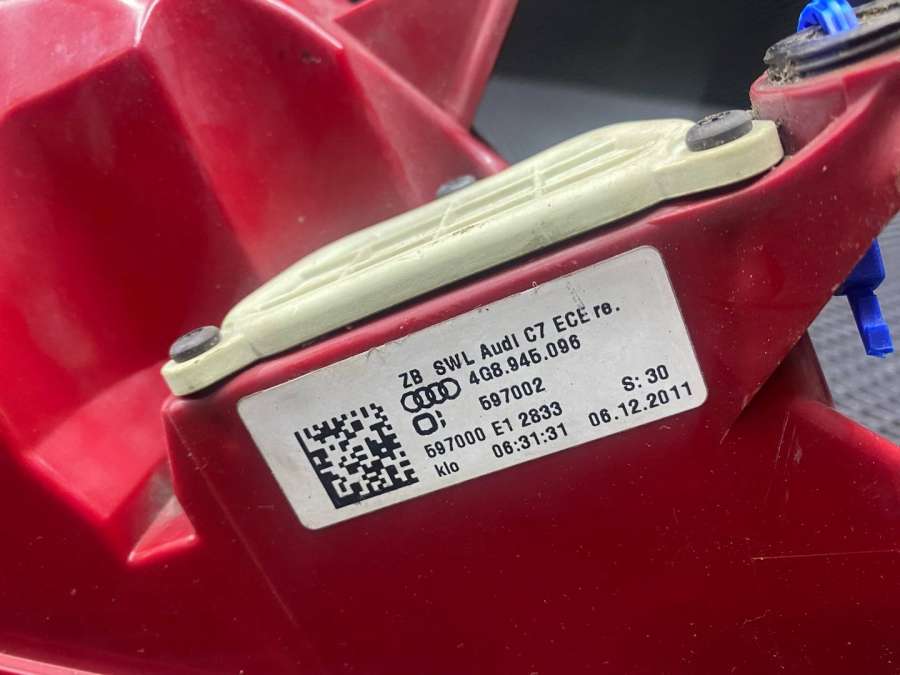 ZB SWL Audi C7 ECE re.
4G8.945.096
597002
S: 30
597000 E1 2833
klo 06:31:31 06.12.2011